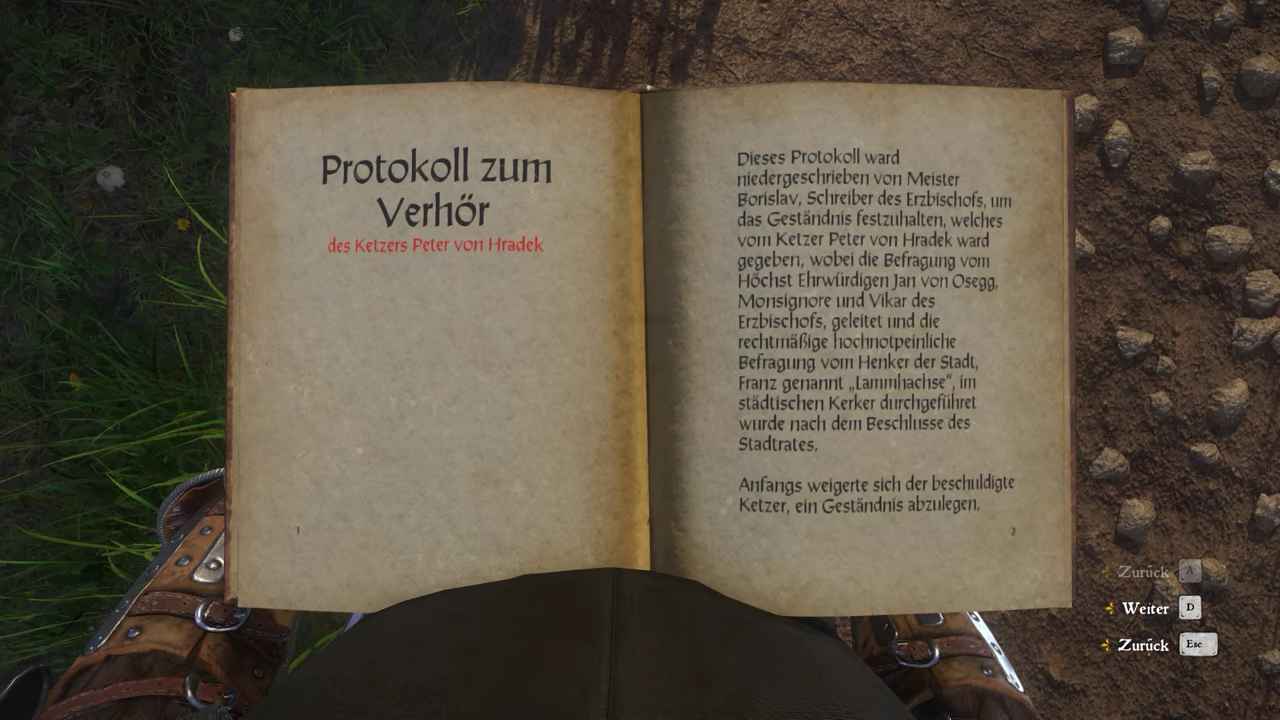 Protokoll zum
Verhör
des Ketzers Peter von Hradek
1
Dieses Protokoll ward
niedergeschrieben von Meister
Borislav, Schreiber des Erzbischofs, um
das Geständnis festzuhalten, welches
vom Ketzer Peter von Hradek ward
gegeben, wobei die Befragung vom
Höchst Ehrwürdigen Jan von Osegg,
Monsignore und Vikar des
Erzbischofs, geleitet und die
rechtmäßige hochnotpeinliche
Befragung vom Henker der Stadt,
Franz genannt „Lammhachse“, im
städtischen Kerker durchgeführt
wurde nach dem Beschlusse des
Stadtrates.
Anfangs weigerte sich der beschuldigte
Ketzer, ein Geständnis abzulegen,
2
Zurück A
Weiter D
Zurück Esc